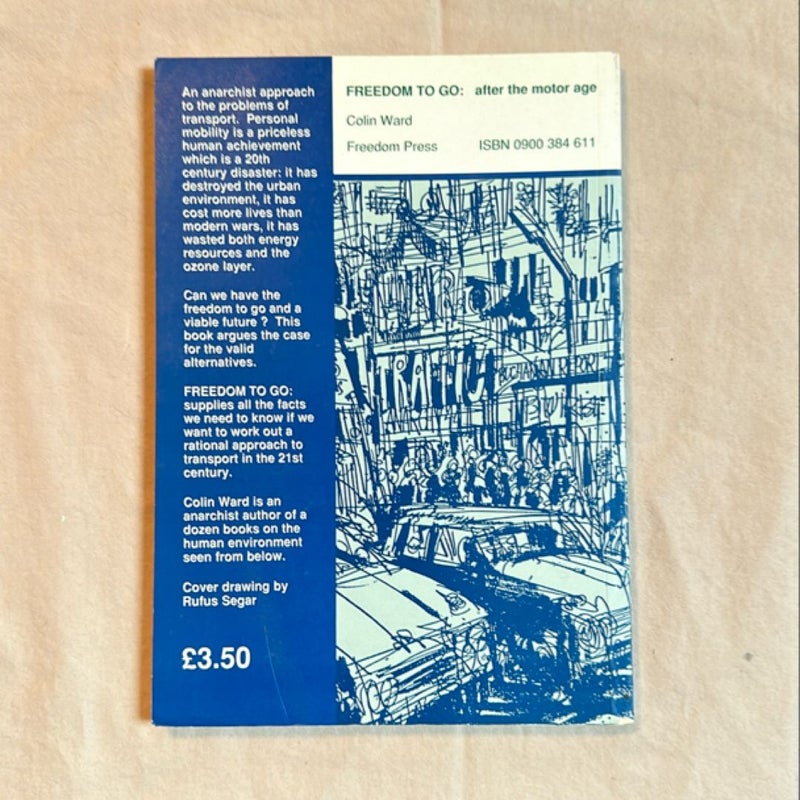 An anarchist approach
to the problems of
transport. Personal
mobility is a priceless
human achievement
which is a 20th
century disaster: it has
destroyed the urban
environment, it has
cost more lives than
modern wars, it has
wasted both energy
resources and the
ozone layer.
Can we have the
freedom to go and a
viable future ? This
book argues the case
for the valid
alternatives.
FREEDOM TO GO:
supplies all the facts
we need to know if we
want to work out a
rational approach to
transport in the 21st
century.
Colin Ward is an
anarchist author of a
dozen books on the
human environment
seen from below.
Cover drawing by
Rufus Segar
£3.50
FREEDOM TO GO: after the motor age
Colin Ward
Freedom Press ISBN 0900 384 611
TRAFFIC